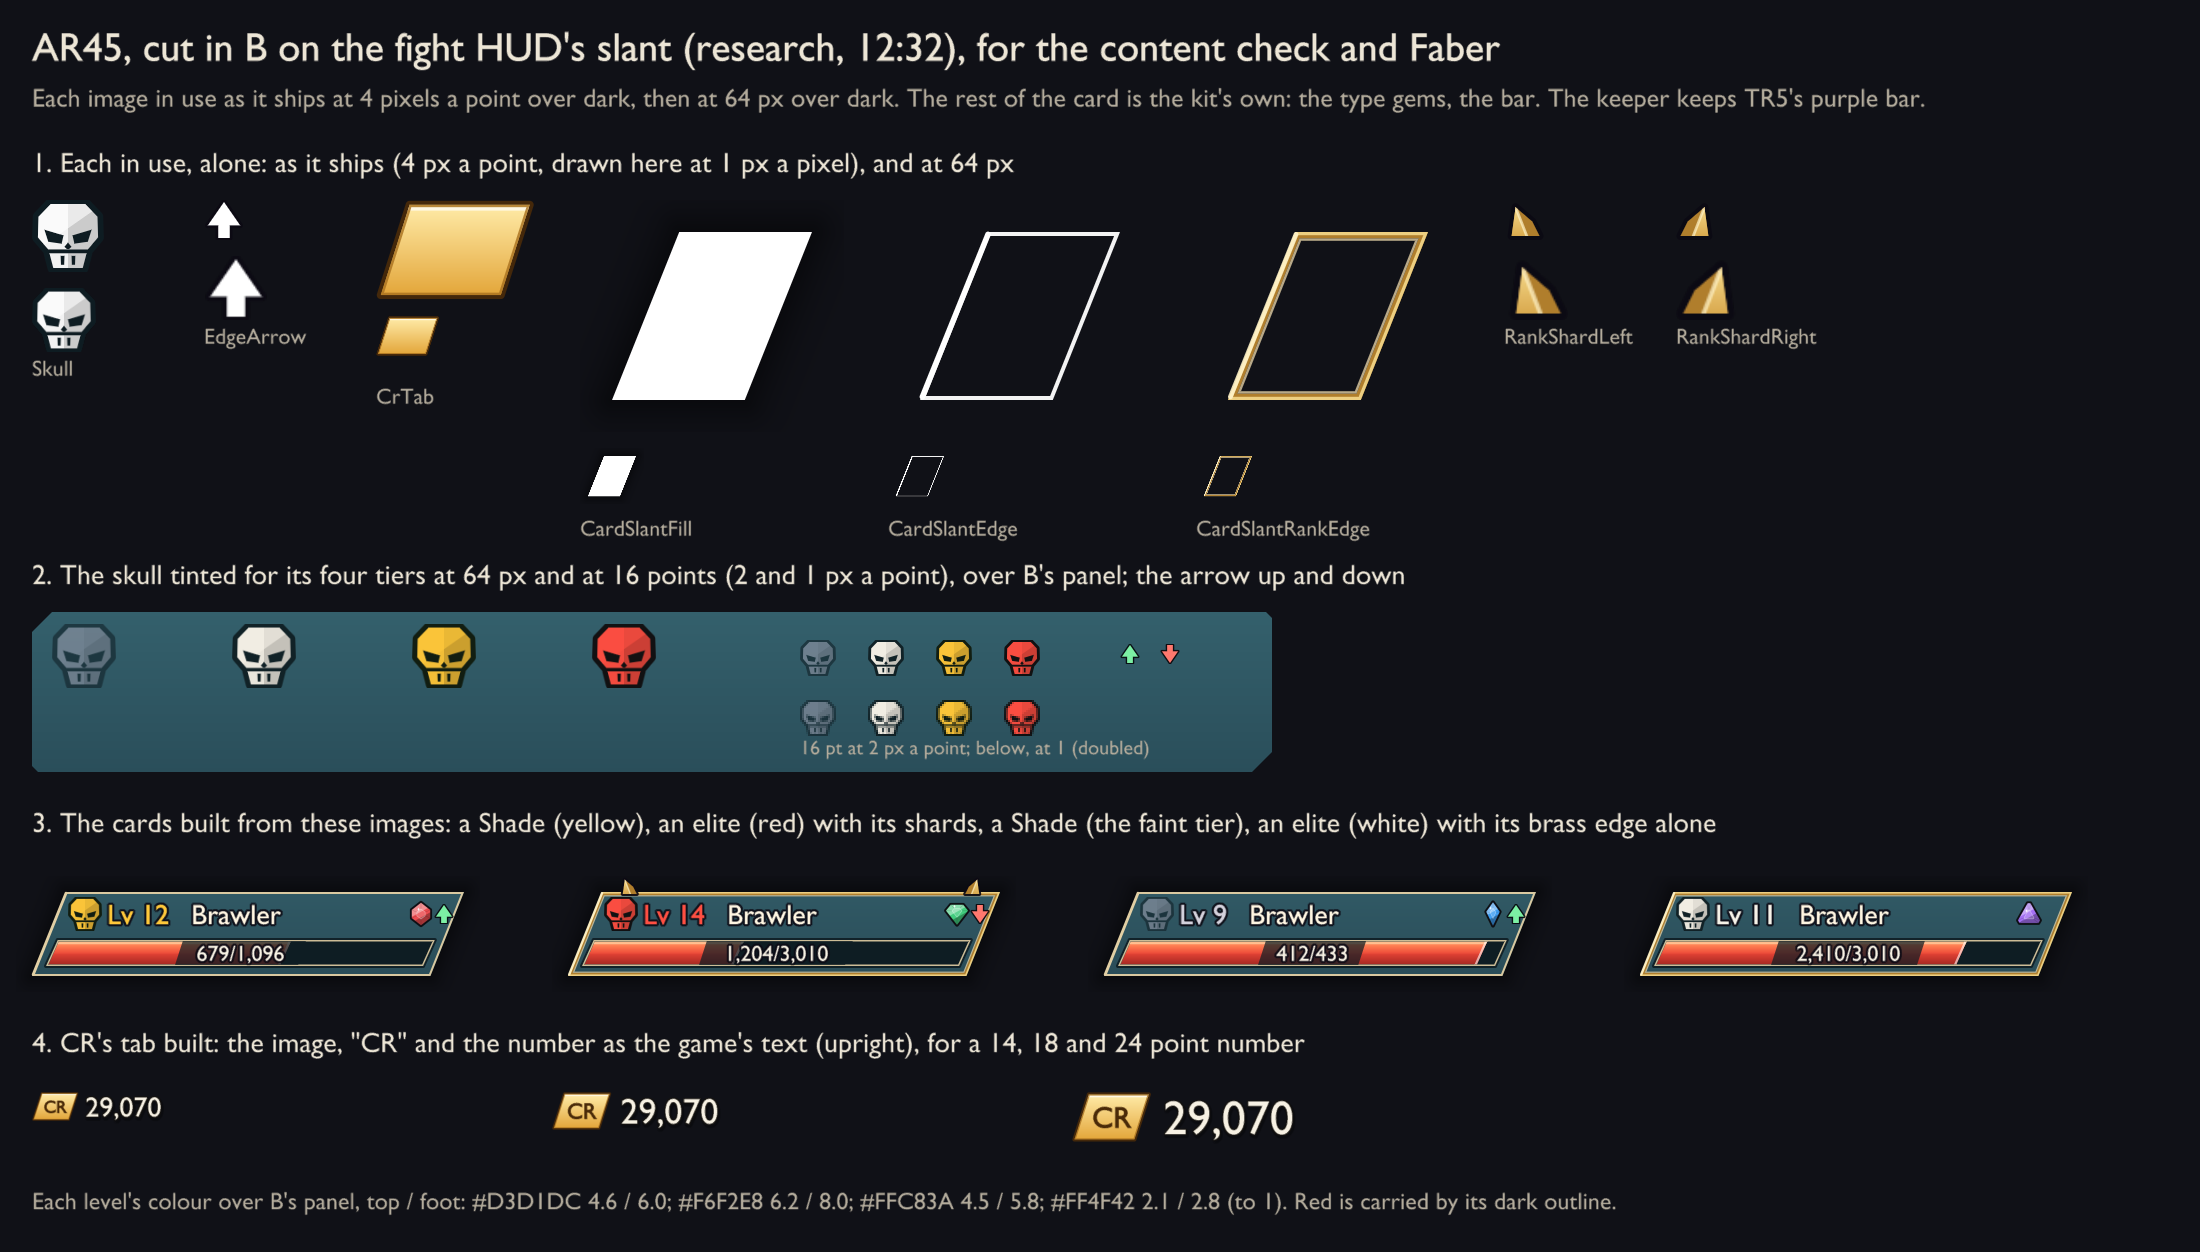 AR45, cut in B on the fight HUD's slant (research, 12:32), for the content check and Faber
Each image in use as it ships at 4 pixels a point over dark, then at 64 px over dark. The rest of the card is the kit's own: the type gems, the bar. The keeper keeps TR5's purple bar.
1. Each in use, alone: as it ships (4 px a point, drawn here at 1 px a pixel), and at 64 px
EdgeArrow
RankShardLeft
RankShardRight
Skull
CrTab
CardSlantFill
CardSlantEdge
CardSlantRankEdge
2. The skull tinted for its four tiers at 64 px and at 16 points (2 and 1 px a point), over B's panel; the arrow up and down
16 pt at 2 px a point; below, at 1 (doubled)
3. The cards built from these images: a Shade (yellow), an elite (red) with its shards, a Shade (the faint tier), an elite (white) with its brass edge alone
Lv 12 Brawler
679/1,096
Lv 14 Brawler
1,204/3,010
Lv 9 Brawler
412/433
Lv 11 Brawler
2,410/3,010
4. CR's tab built: the image, "CR" and the number as the game's text (upright), for a 14, 18 and 24 point number
CR 29,070
CR 29,070
CR 29,070
Each level's colour over B's panel, top / foot: #D3D1DC 4.6 / 6.0; #F6F2E8 6.2 / 8.0; #FFC83A 4.5 / 5.8; #FF4F42 2.1 / 2.8 (to 1). Red is carried by its dark outline.